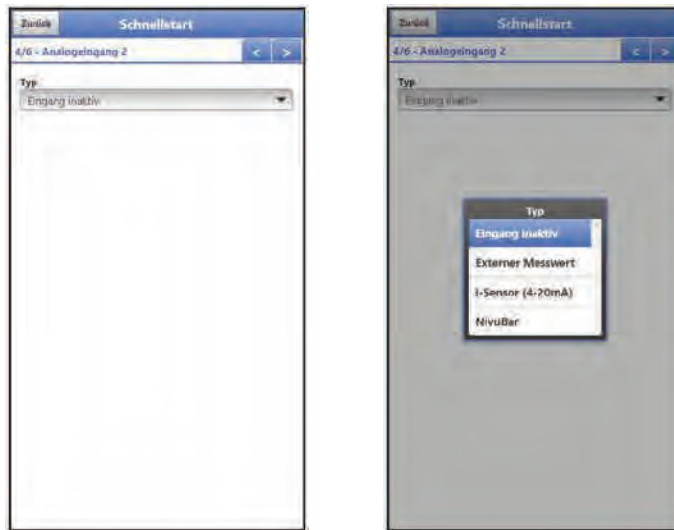 Zurück
Schnellstart
4/6 - Analogeingang 2
<
>
Typ
Eingang inaktiv
Zurück
Schnellstart
4/6 - Analogeingang 2
<
>
Typ
Eingang inaktiv
Typ
Eingang inaktiv
Externer Messwert
I-Sensor (4-20mA)
NivuBar